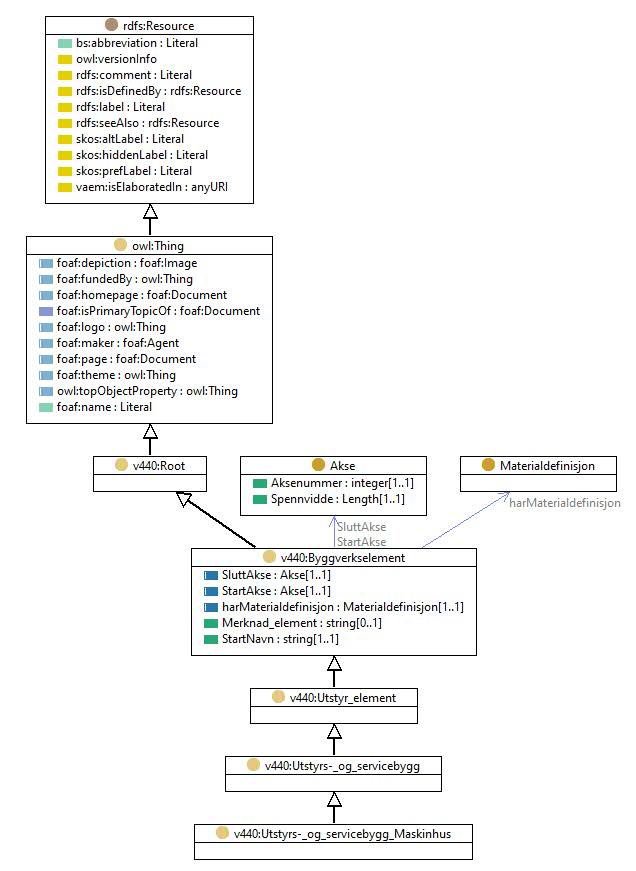 rdfs:Resource
bs:abbreviation : Literal
owl:versionInfo
rdfs:comment : Literal
rdfs:isDefinedBy : rdfs:Resource
rdfs:label : Literal
rdfs:seeAlso : rdfs:Resource
skos:altLabel : Literal
skos:hiddenLabel : Literal
skos:prefLabel : Literal
vaem:isElaboratedIn : anyURI
owl:Thing
foaf:depiction : foaf:Image
foaf:fundedBy : owl:Thing
foaf:homepage : foaf:Document
foaf:isPrimaryTopicOf : foaf:Document
foaf:logo : owl:Thing
foaf:maker : foaf:Agent
foaf:page : foaf:Document
foaf:theme : owl:Thing
owl:topObjectProperty : owl:Thing
foaf:name : Literal
v440:Root
Akse
Aksenummer : integer[1..1]
Spennvidde : Length[1..1]
Materialdefinisjon
harMaterialdefinisjon
SluttAkse
StartAkse
v440:Byggverkselement
SluttAkse : Akse[1..1]
StartAkse : Akse[1..1]
harMaterialdefinisjon : Materialdefinisjon[1..1]
Merknad_element : string[0..1]
StartNavn : string[1..1]
v440:Utstyr_element
v440:Utstyrs-_og_servicebygg
v440:Utstyrs-_og_servicebygg_Maskinhus